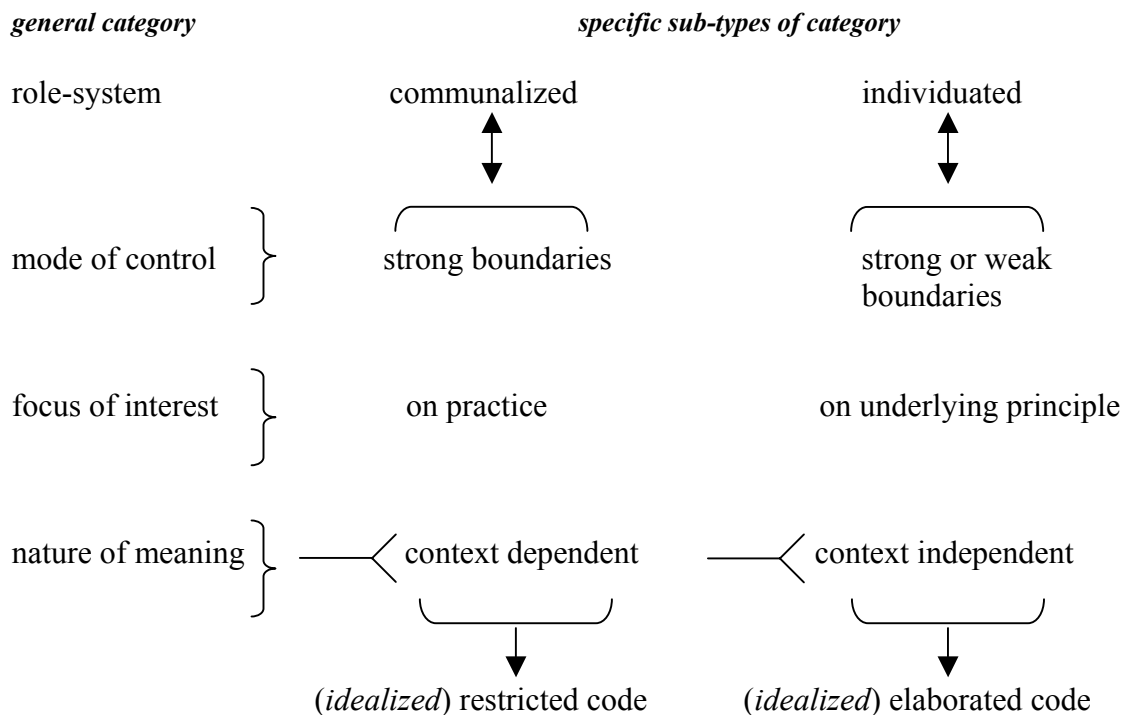 general category specific sub-types of category
role-system communalized individuated
mode of control strong boundaries strong or weak
boundaries
focus of interest on practice on underlying principle
nature of meaning context dependent context independent
(idealized) restricted code (idealized) elaborated code